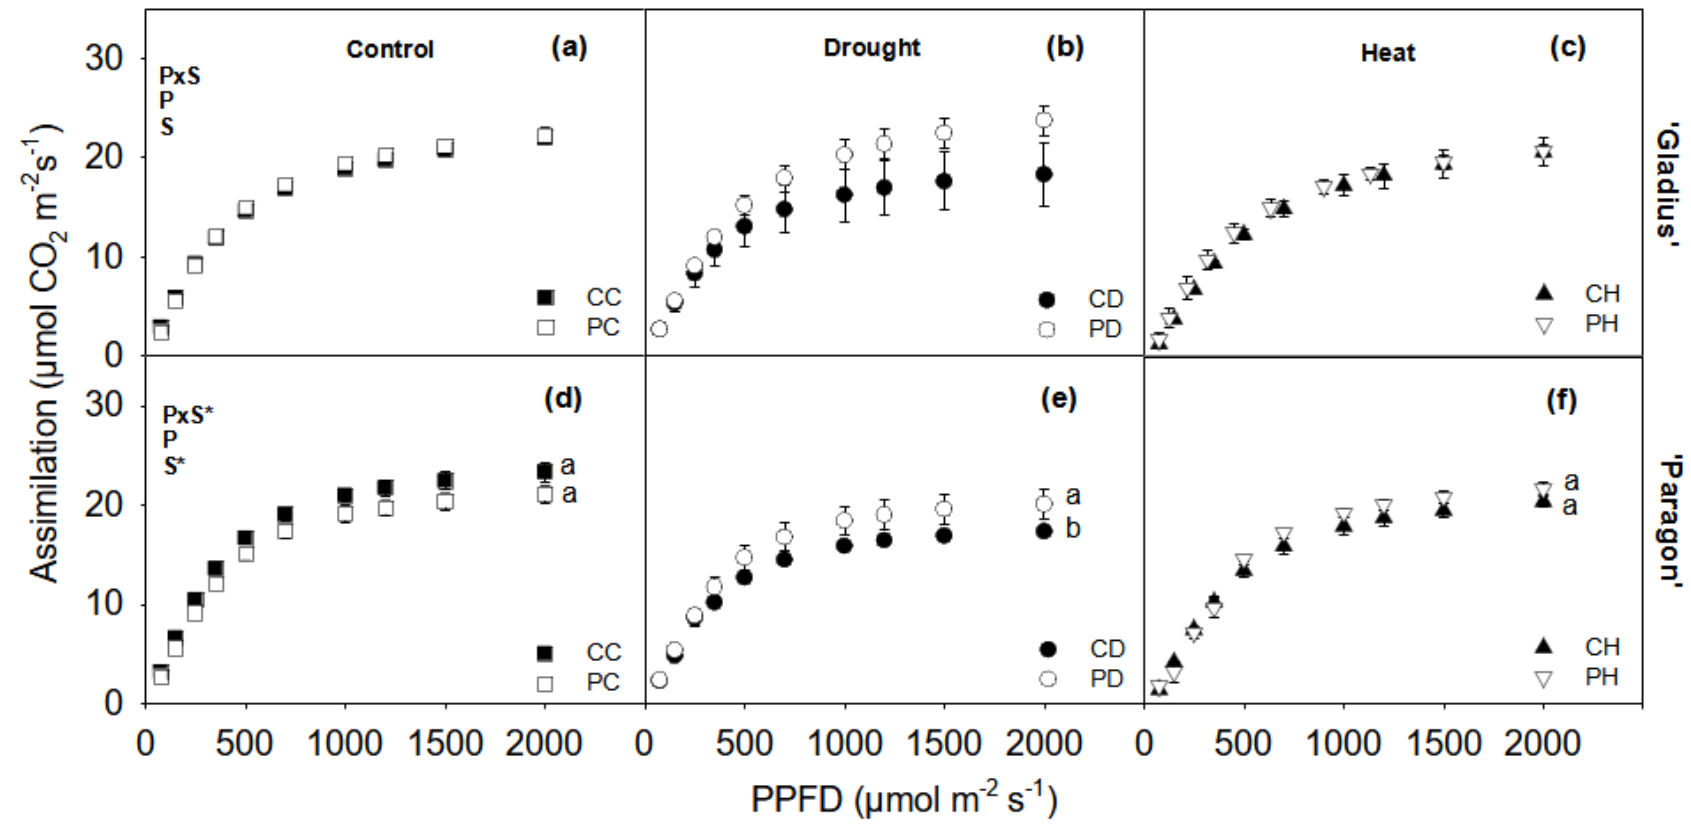 Assimilation (µmol CO2 m-2s-1)
Control
(a)
PxS
P
S
CC
PC
30
20
10
0
Drought
(b)
CD
PD
Heat
(c)
CH
PH
'Gladius'
(d)
PxS*
P
S*
a
a
CC
PC
30
20
10
0
(e)
a
b
CD
PD
(f)
a
a
CH
PH
'Paragon'
0 500 1000 1500 2000 0 500 1000 1500 2000 0 500 1000 1500 2000
PPFD (µmol m-2 s-1)